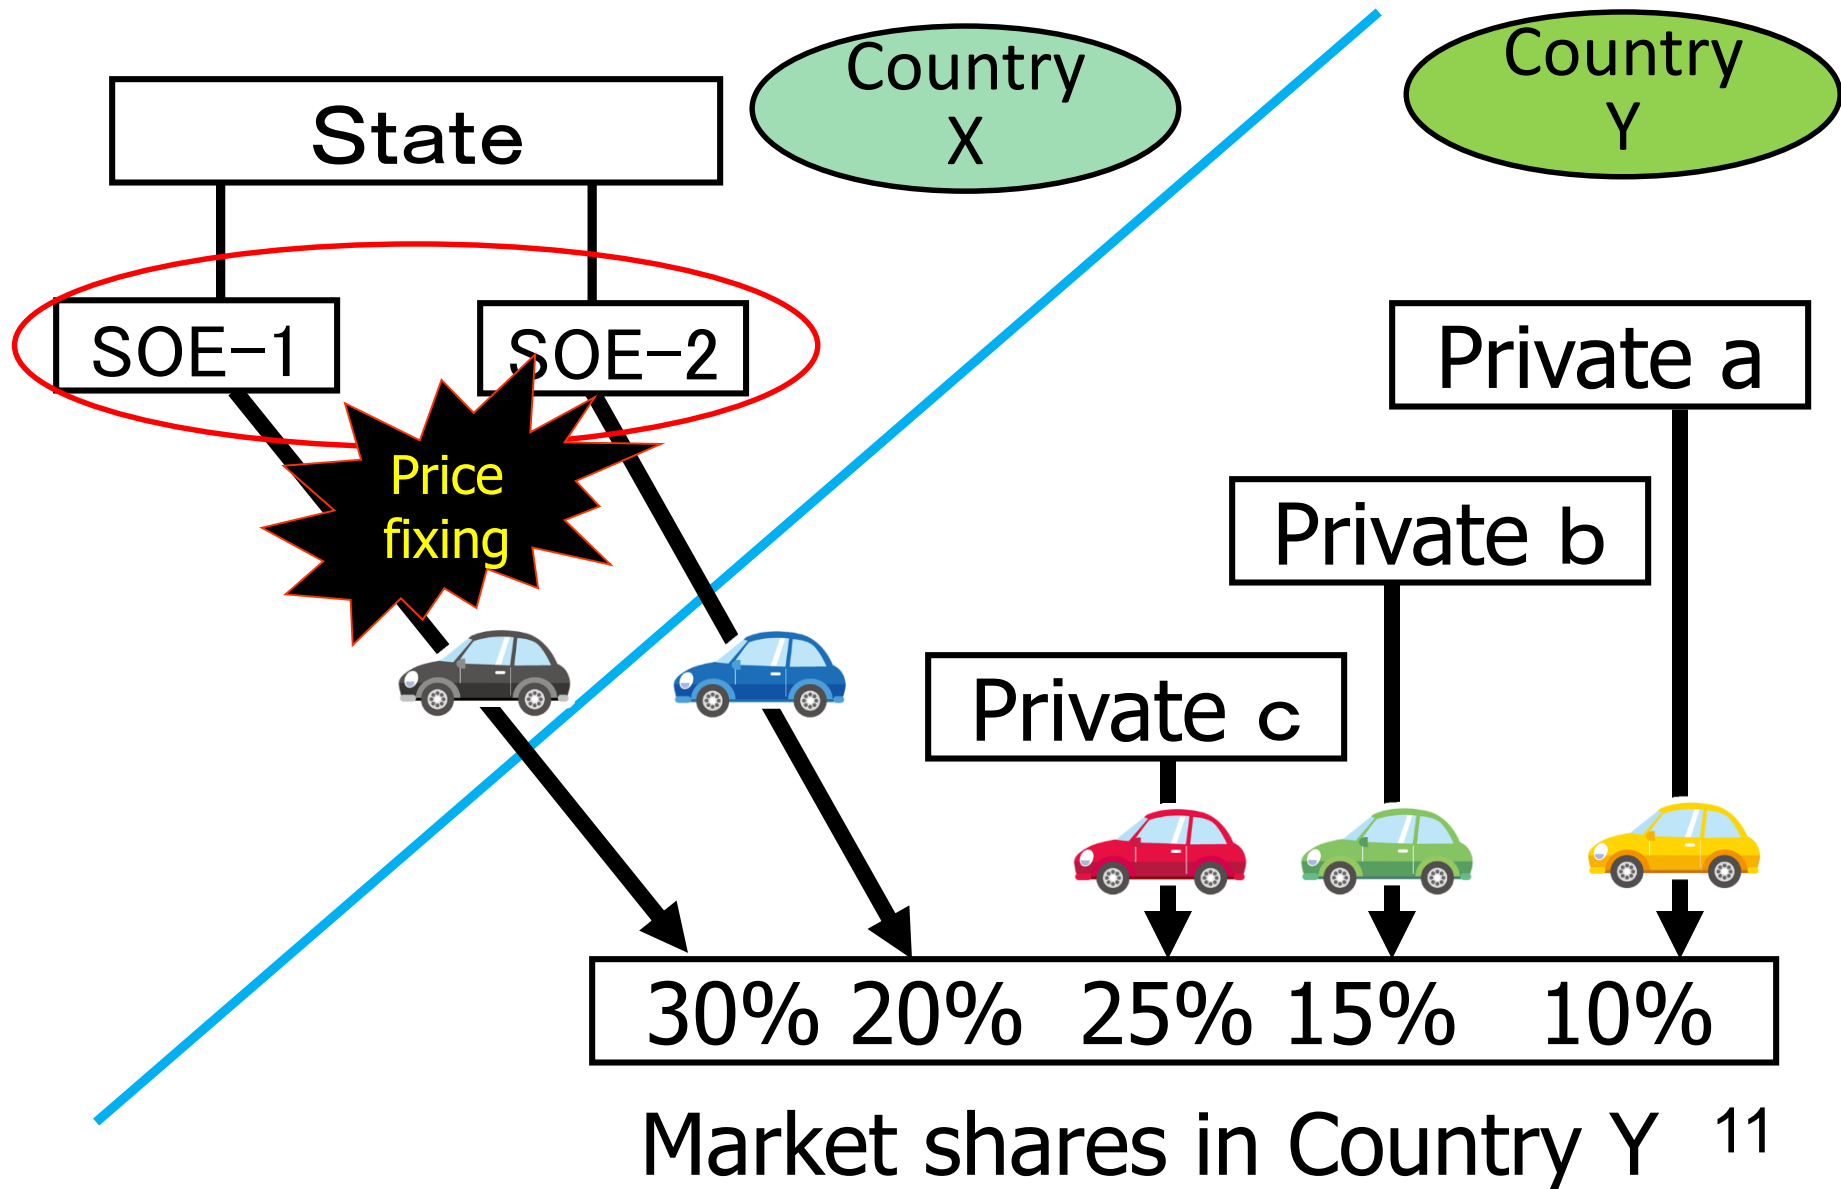 Country
X
Country
Y
State
SOE-1
SOE-2
Private a
Price
fixing
Private b
Private c
30% 20% 25% 15% 10%
Market shares in Country Y
11